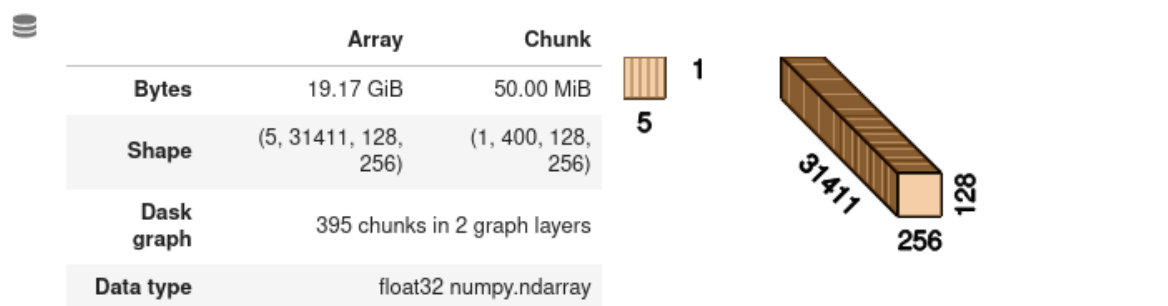 Array Chunk
Bytes 19.17 GiB 50.00 MiB
Shape (5, 31411, 128, (1, 400, 128,
256) 256)
Dask
graph 395 chunks in 2 graph layers
Data type float32 numpy.ndarray
1
5
31411
128
256